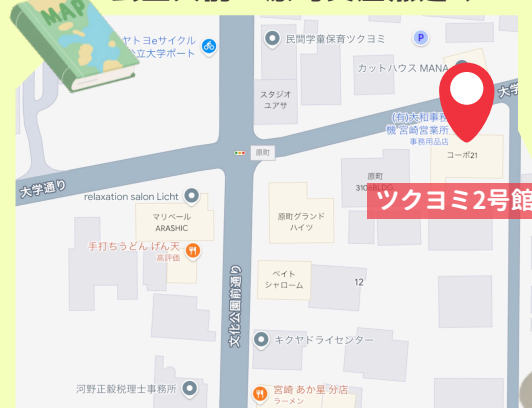 MAP
ヤトヨeサイクル
公立大学ポート
民間学童保育ツクヨミ
P
カットハウス MANA
スタジオ
ユアサ
大学
(有)大和事務
機 宮崎営業所
事務用品店
コーポ21
原町
大学通り
原町
ツクヨミ2号館
relaxation salon Licht
マリベール
ARASHIC
原町グランド
ハイツ
手打ちうどん げん天
高評価
ベイト
シャローム
12
文化公園前通り
キクヤドライセンター
河野正毅税理士事務所
宮崎 あか星 分店
ラーメン